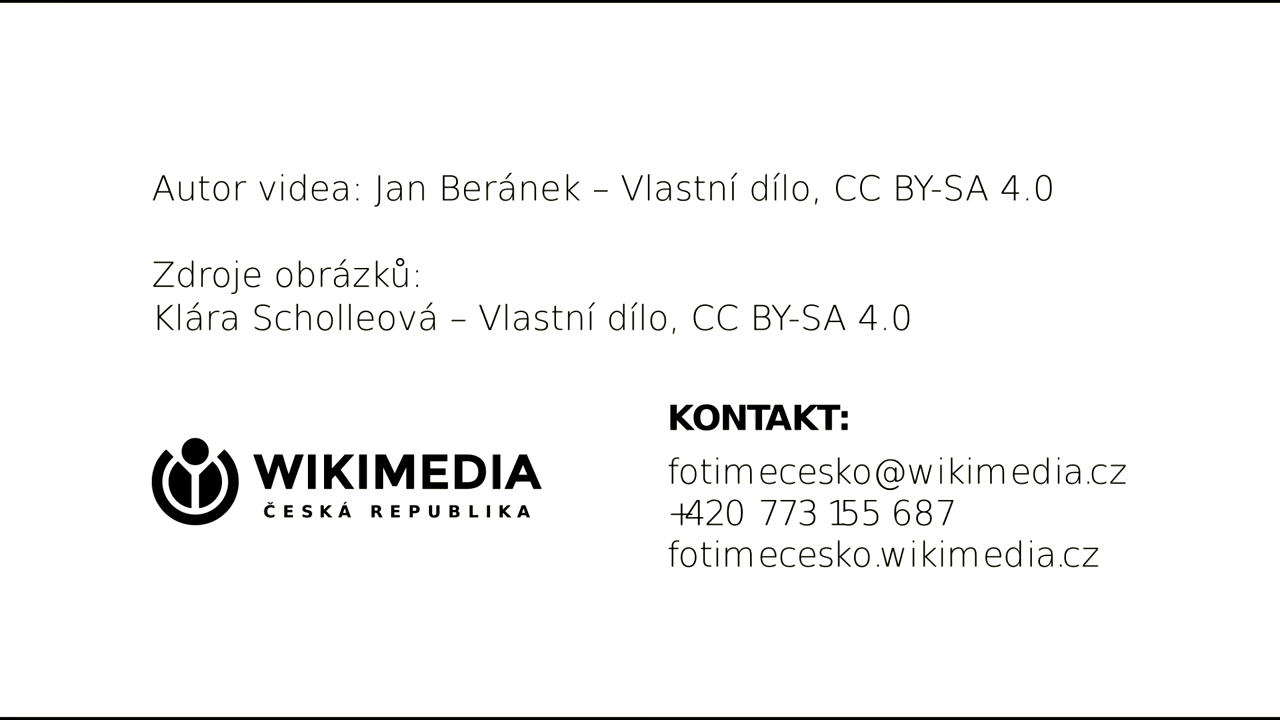 Autor videa: Jan Beránek – Vlastní dílo, CC BY-SA 4.0
Zdroje obrázků:
Klára Scholleová – Vlastní dílo, CC BY-SA 4.0
WIKIMEDIA
ČESKÁ REPUBLIKA
KONTAKT:
fotimecesko@wikimedia.cz
+420 773 155 687
fotimecesko.wikimedia.cz